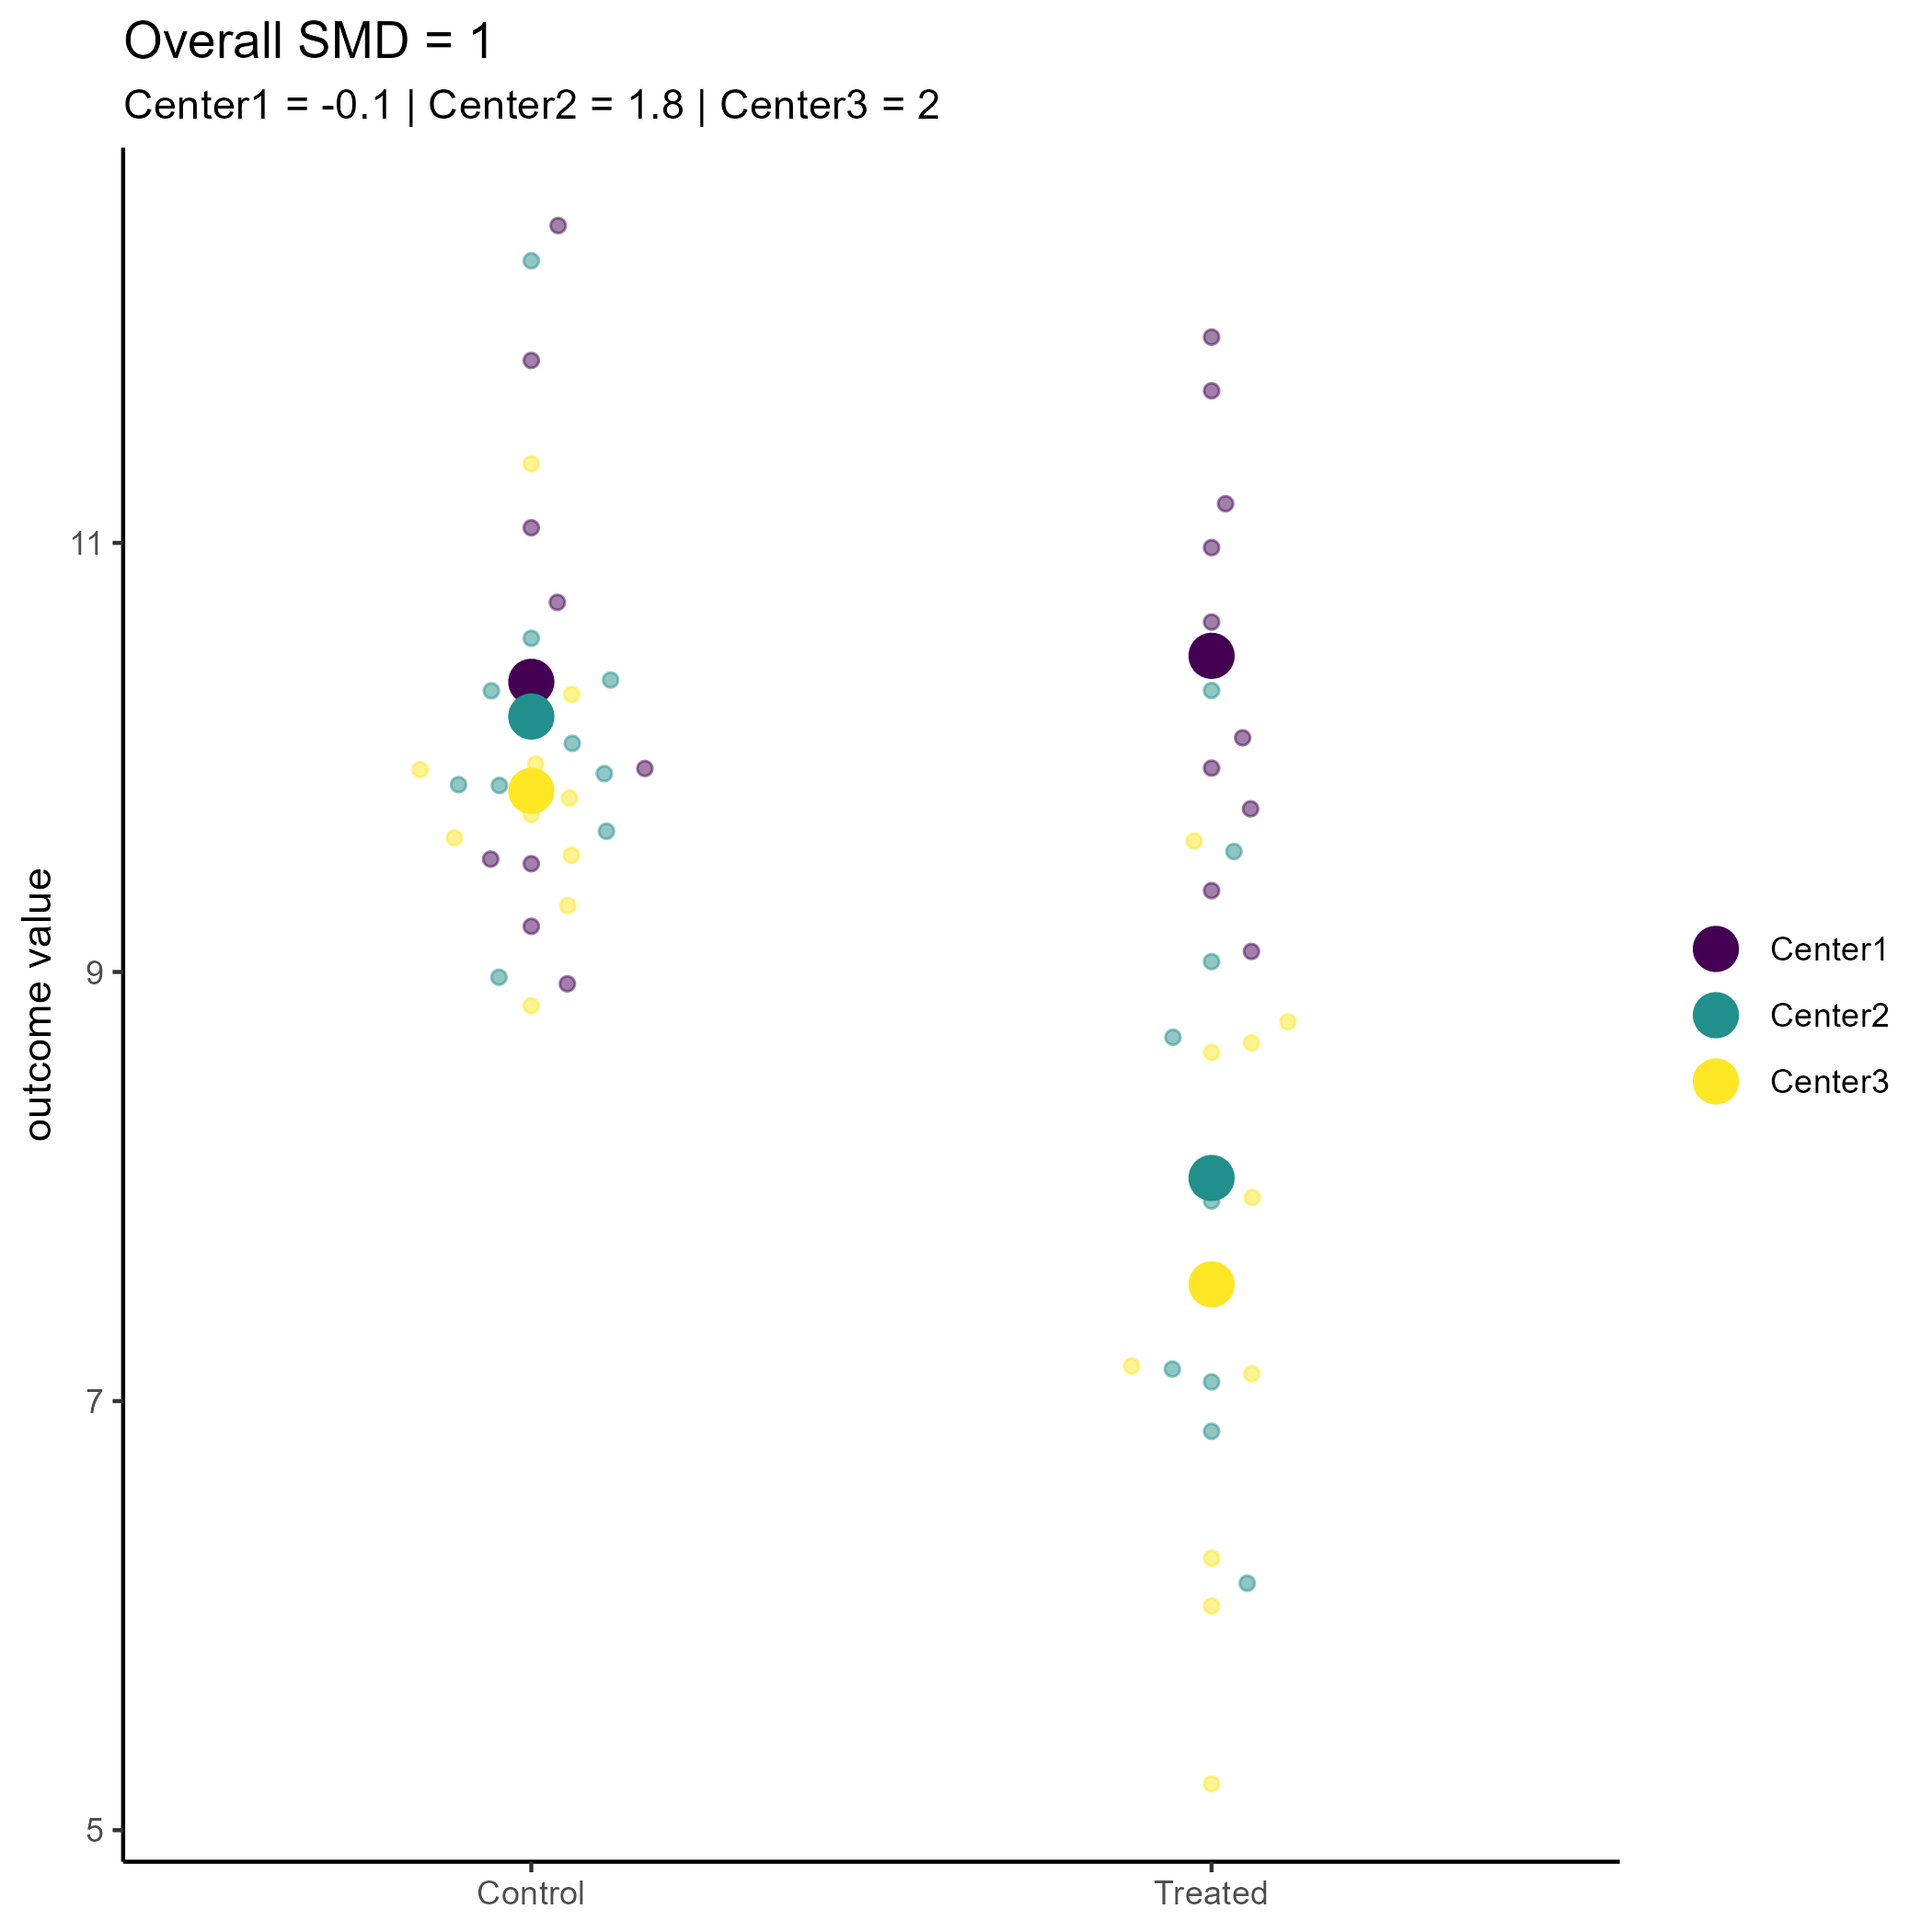 Overall SMD = 1
Center1 = -0.1 | Center2 = 1.8 | Center3 = 2
outcome value
11
9
7
5
Control
Treated
Center1
Center2
Center3